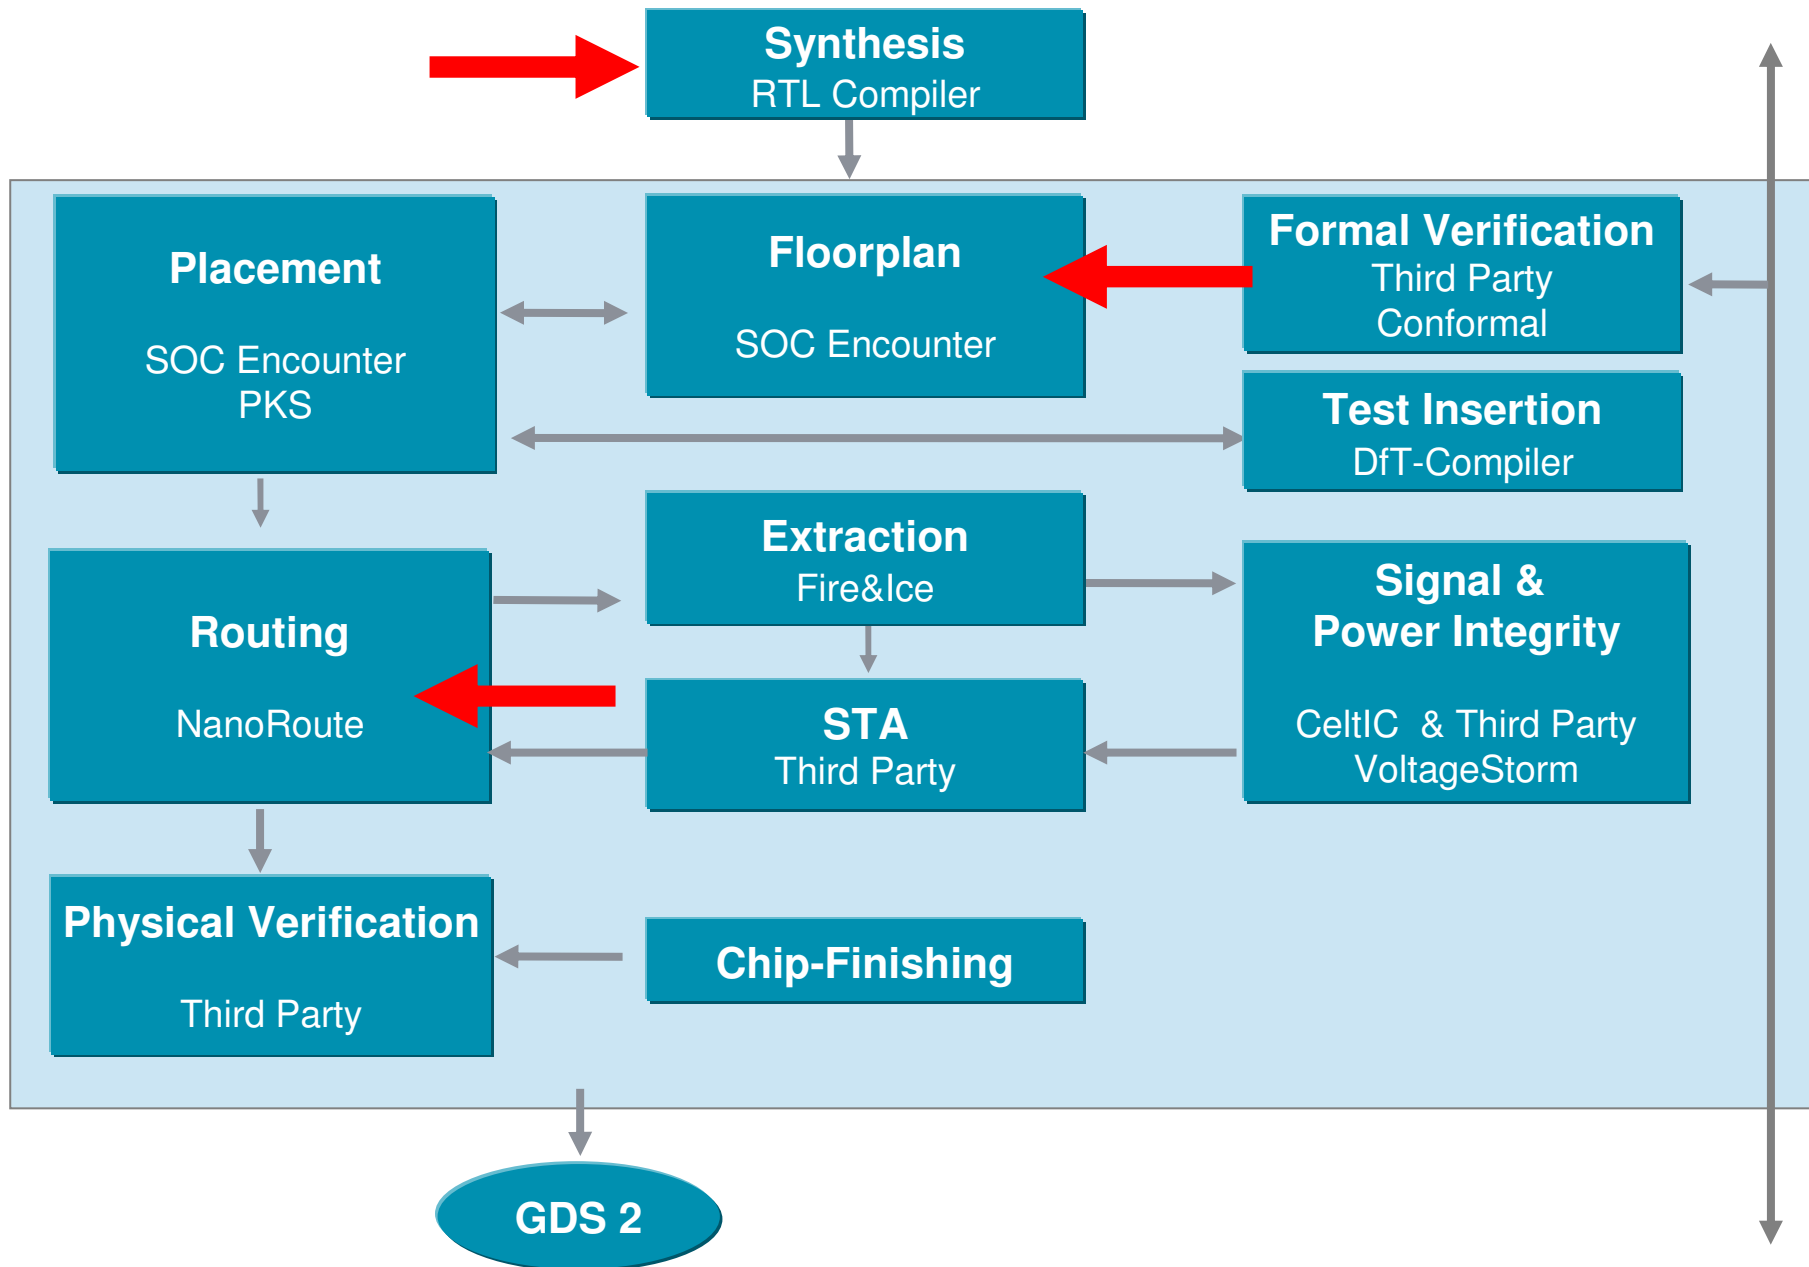 Synthesis
RTL Compiler
Placement
SOC Encounter
PKS
Floorplan
SOC Encounter
Formal Verification
Third Party
Conformal
Test Insertion
DfT-Compiler
Routing
NanoRoute
Extraction
Fire&Ice
STA
Third Party
Signal &
Power Integrity
CeltIC & Third Party
VoltageStorm
Physical Verification
Third Party
Chip-Finishing
GDS 2